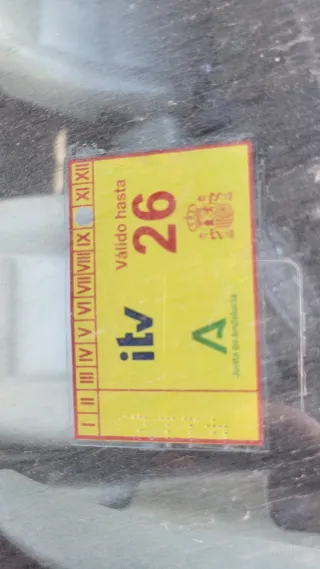 I II III IV V VI VII VIII IX XI XII
itv Válido hasta
26
A
Junta de Andalucía